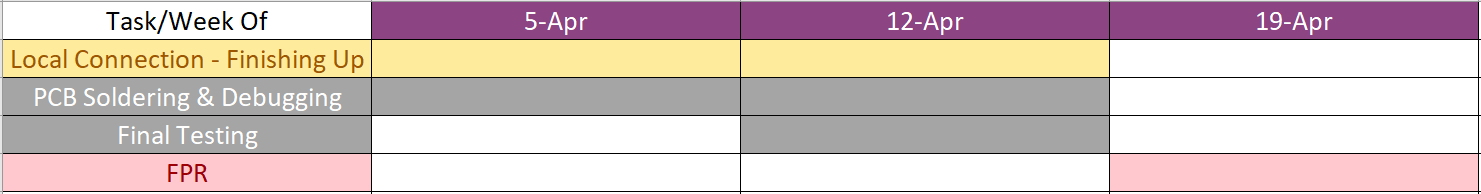 Task/Week Of 5-Apr 12-Apr 19-Apr
Local Connection - Finishing Up
PCB Soldering & Debugging
Final Testing
FPR